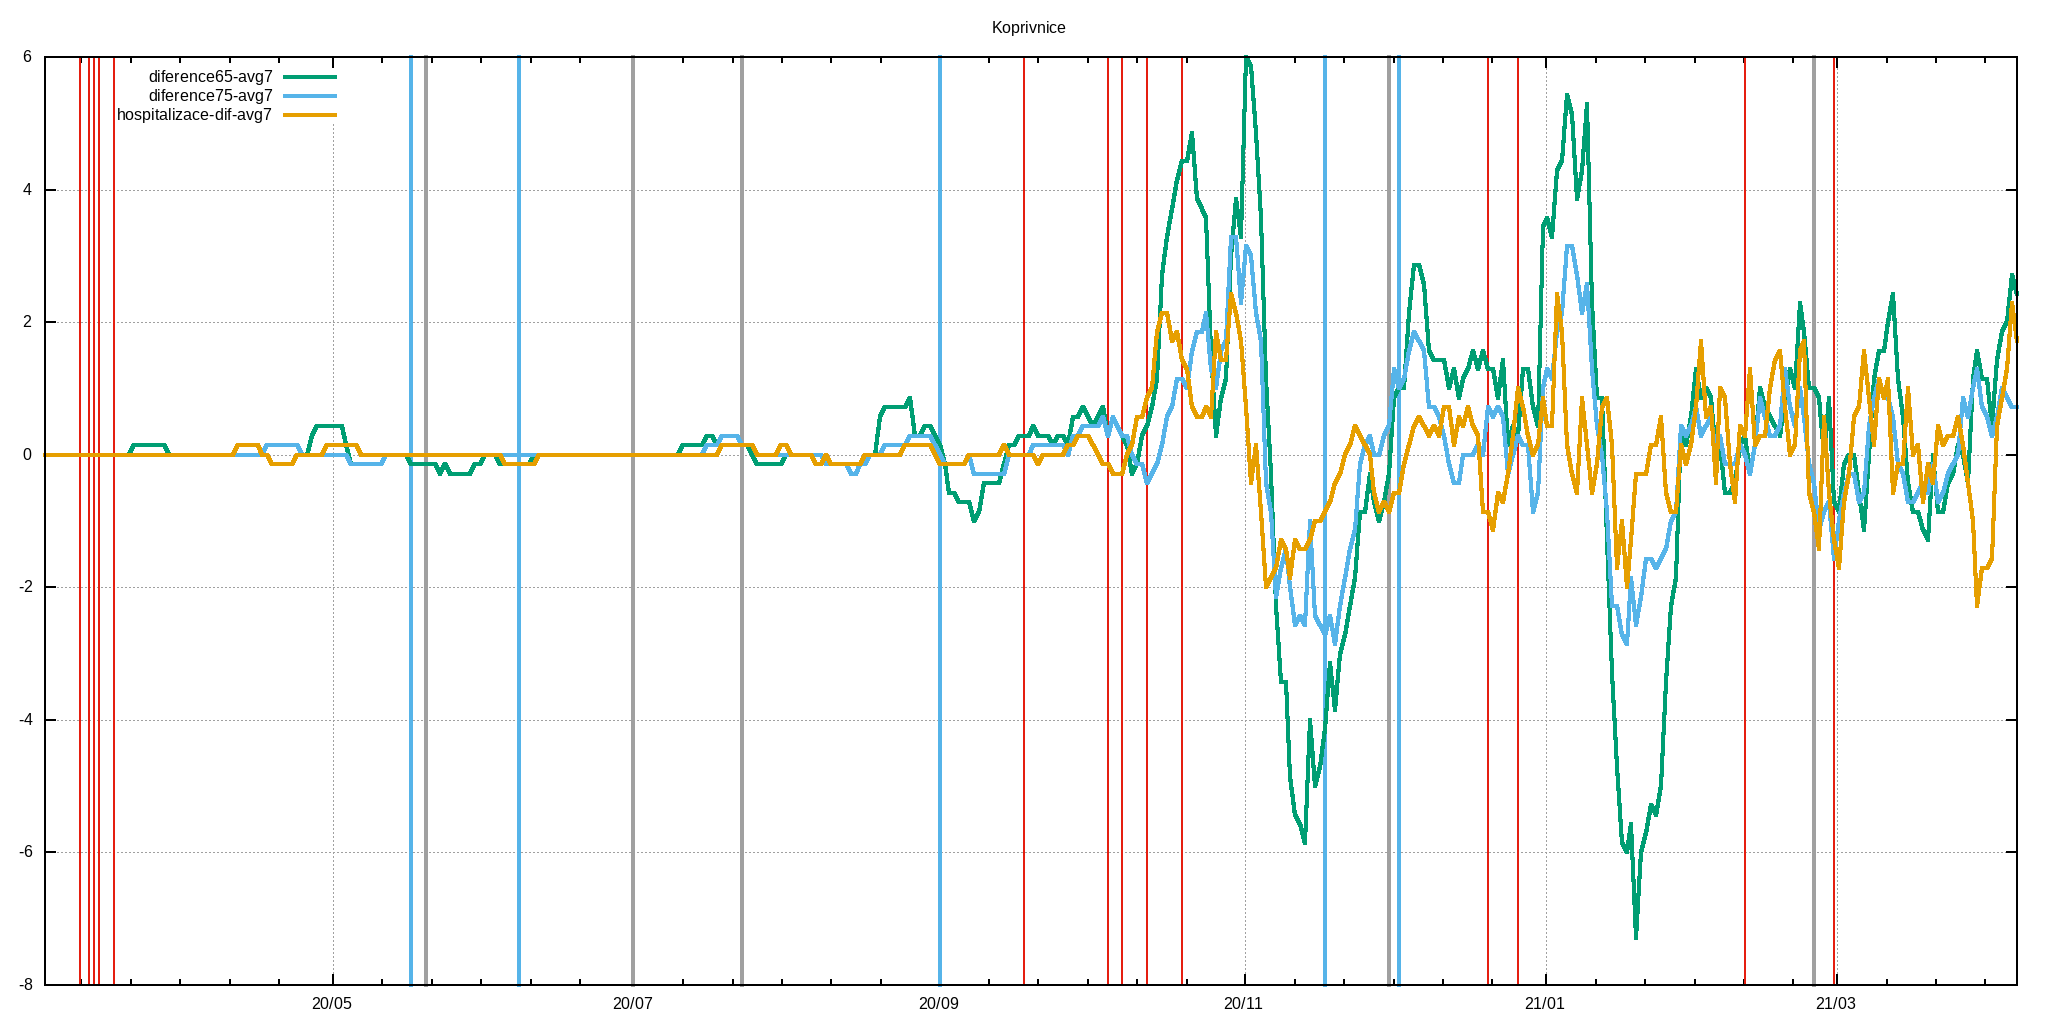 Koprivnice
6
diference65-avg7
diference75-avg7
hospitalizace-dif-avg7
4
2
0
-2
-4
-6
-8
20/05 20/07 20/09 20/11 21/01 21/03